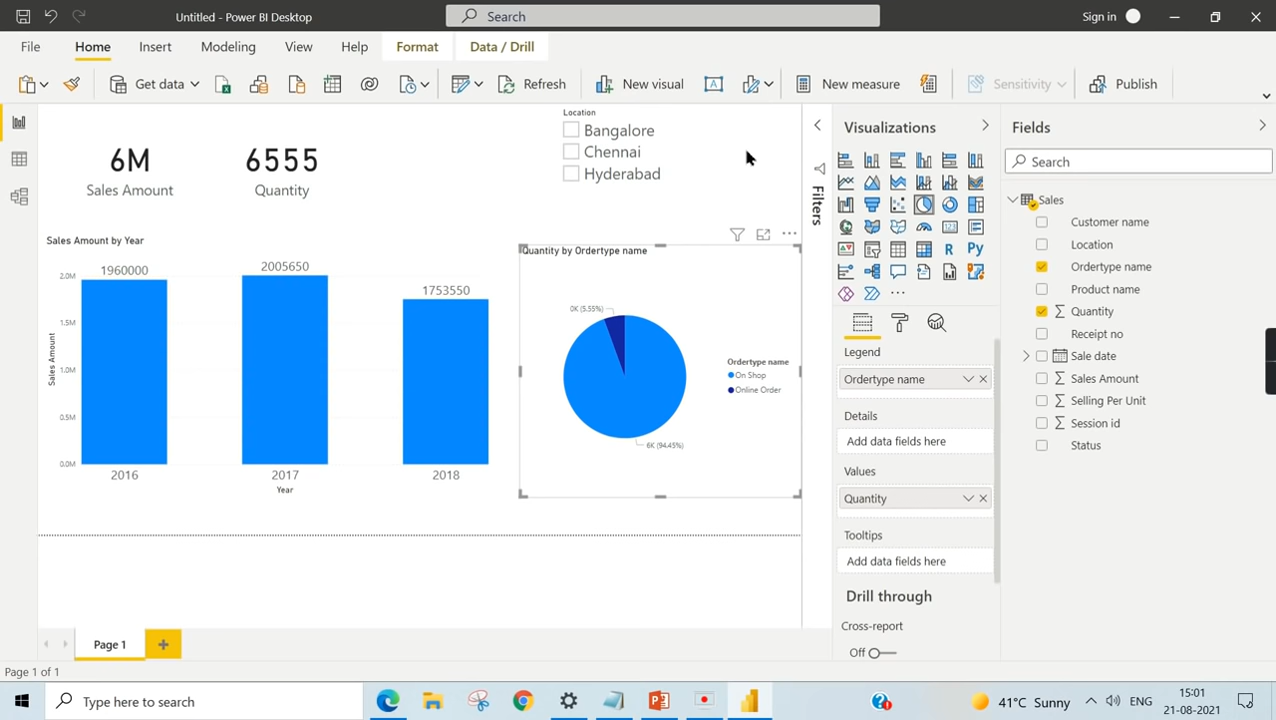 Untitled - Power BI Desktop
Search
Sign in
File
Home
Insert
Modeling
View
Help
Format
Data / Drill
Get data
Refresh
New visual
New measure
Sensitivity
Publish
6M
Sales Amount
6555
Quantity
Location
Bangalore
Chennai
Hyderabad
Sales Amount by Year
1960000
2005650
1753550
2.0M
1.5M
1.0M
0.5M
0.0M
Sales Amount
2016
2017
2018
Year
Quantity by Ordertype name
0K (5.55%)
6K (94.45%)
Ordertype name
On Shop
Online Order
Filters
Visualizations
R
Py
Legend
Ordertype name
Details
Add data fields here
Values
Quantity
Tooltips
Add data fields here
Drill through
Cross-report
Off
Fields
Search
Sales
Customer name
Location
Ordertype name
Product name
Quantity
Receipt no
Sale date
Sales Amount
Selling Per Unit
Session id
Status
Page 1
Page 1 of 1
Type here to search
41°C Sunny
ENG
15:01
21-08-2021